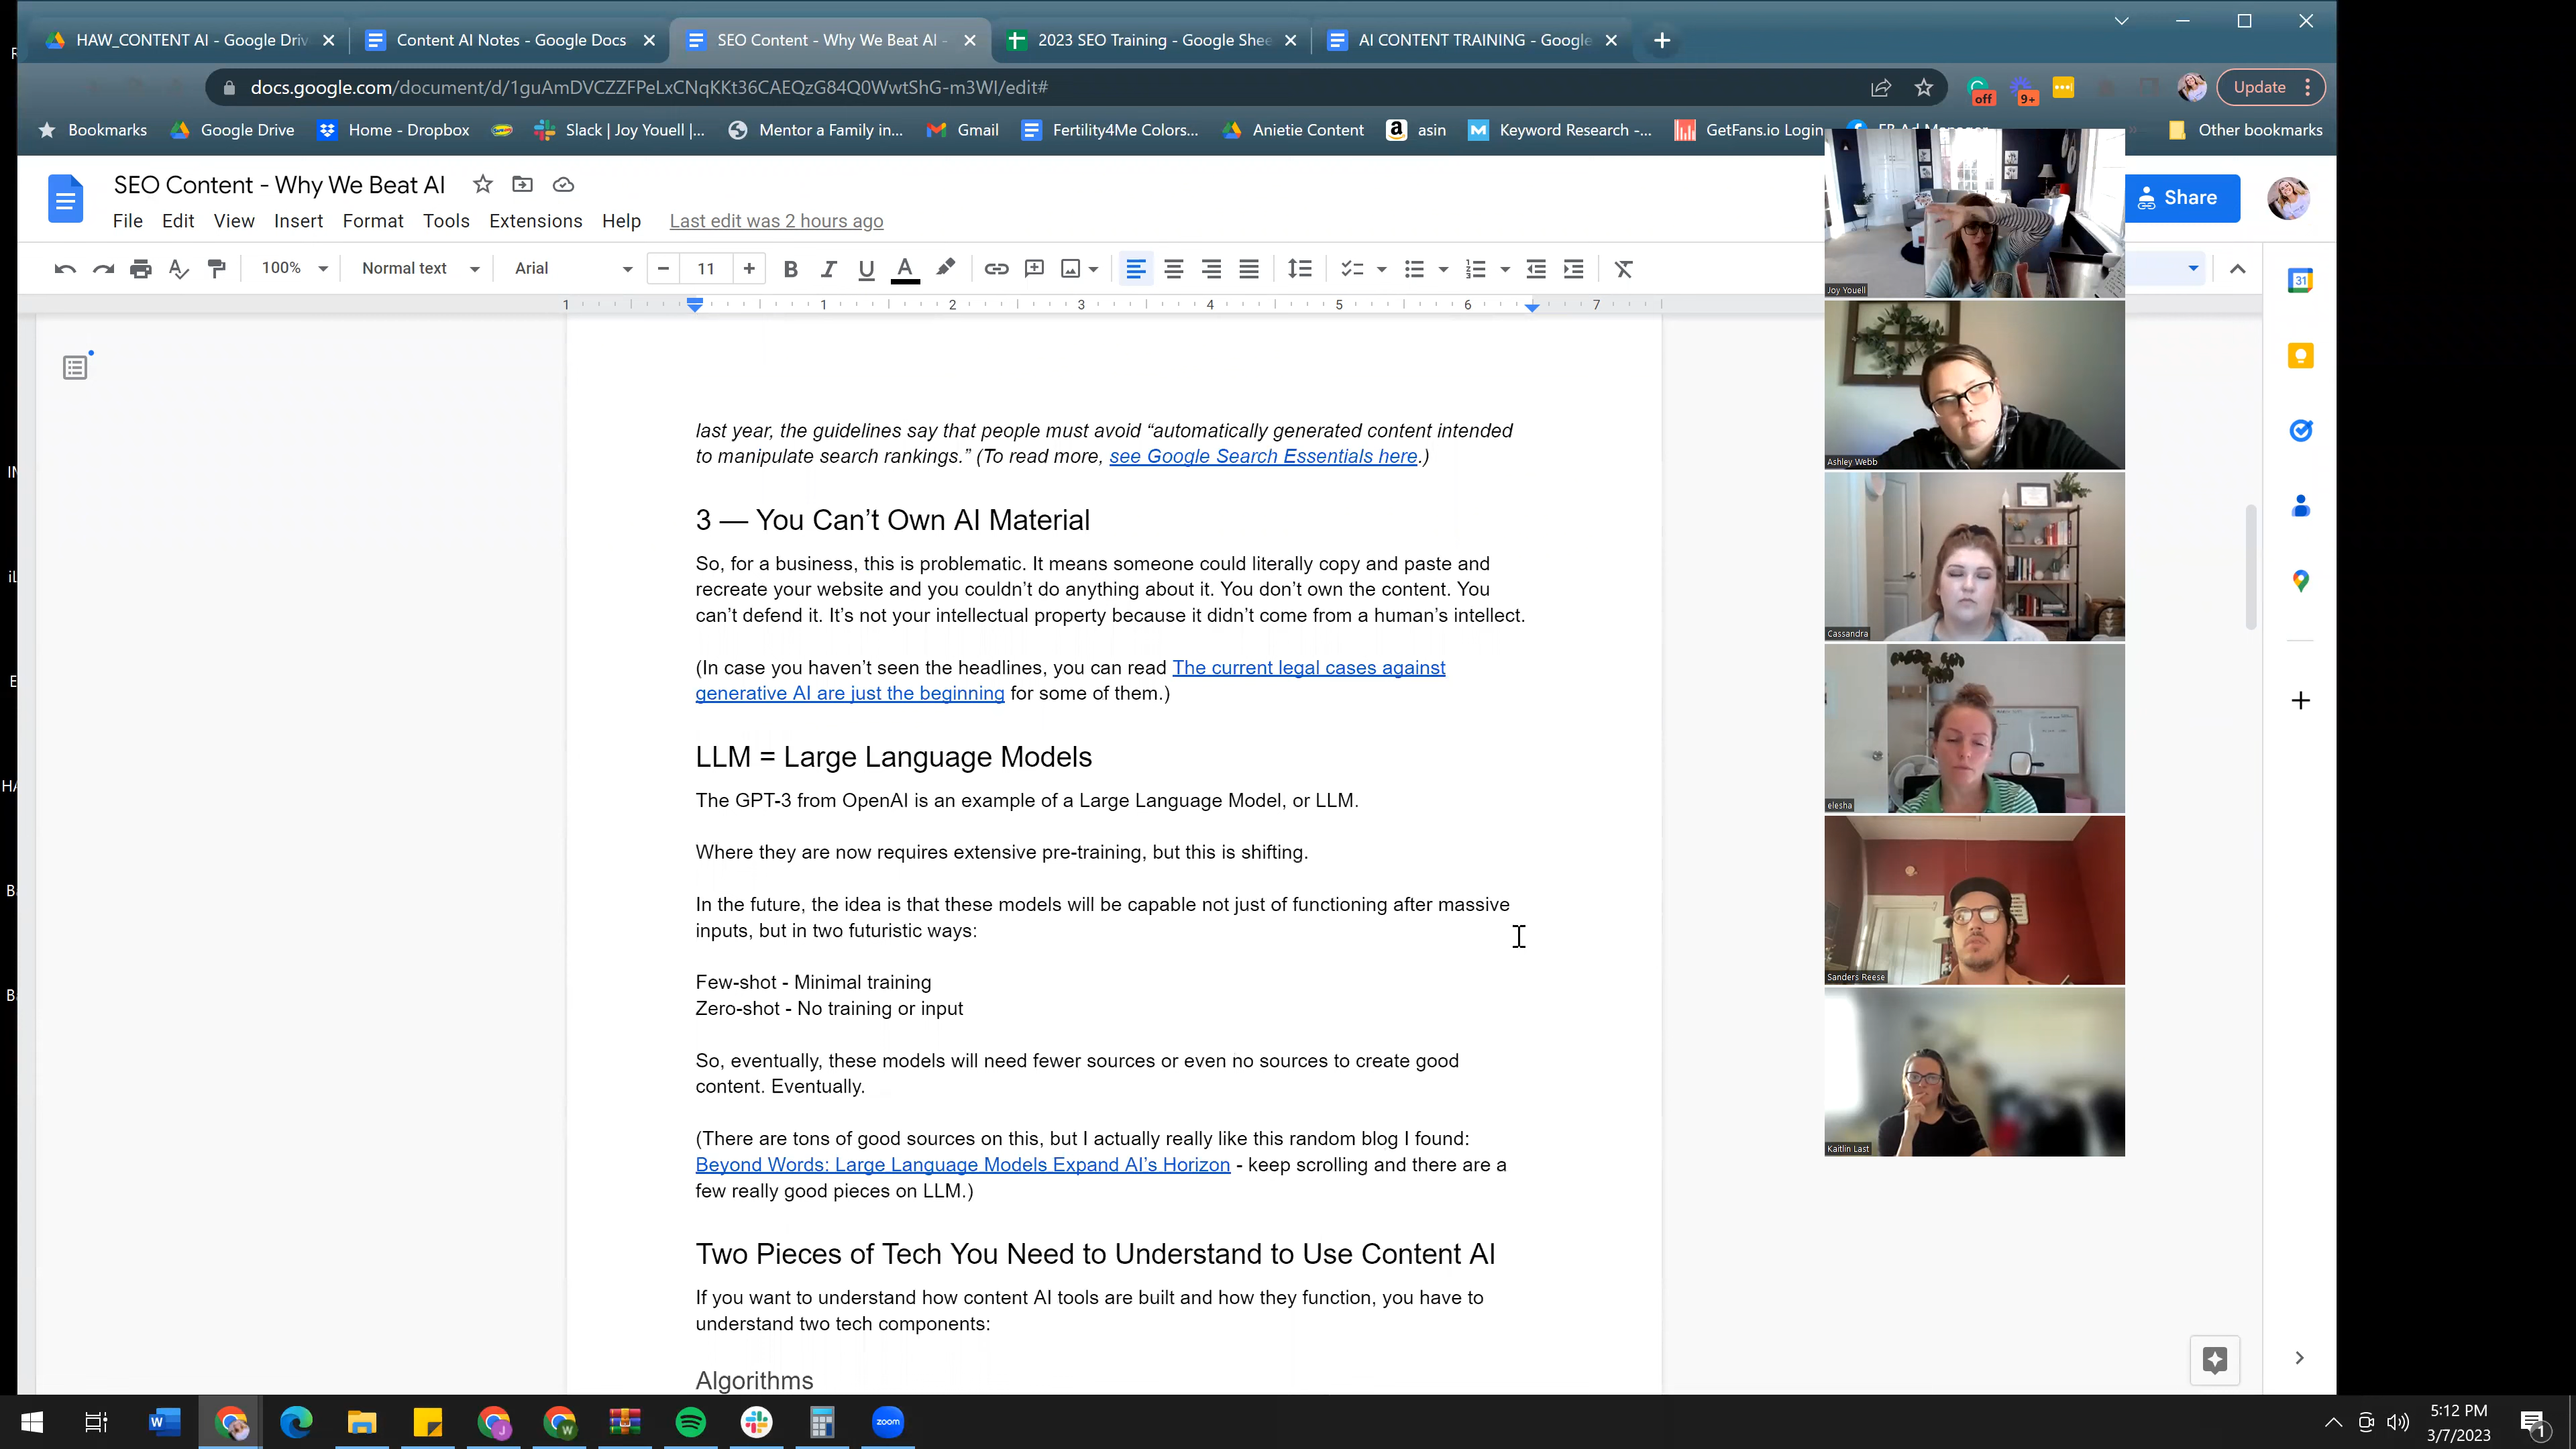 HAW_CONTENT AI - Google Driv
Content AI Notes - Google Docs
SEO Content - Why We Beat AI -
2023 SEO Training - Google Shee
AI CONTENT TRAINING - Google
docs.google.com/document/d/1guAmDVCZZFPeLxCNqKKt36CAEQzG84Q0WwtShG-m3WI/edit#
off
9+
Update
Bookmarks
Google Drive
Home - Dropbox
Slack | Joy Youell |...
Mentor a Family in...
Gmail
Fertility4Me Colors...
Anietie Content
asin
Keyword Research -...
GetFans.io Login
Other bookmarks
SEO Content - Why We Beat AI
File Edit View Insert Format Tools Extensions Help Last edit was 2 hours ago
Share
100% Normal text Arial 11
1 1 2 3 4 5 6 7
last year, the guidelines say that people must avoid “automatically generated content intended
to manipulate search rankings.” (To read more, see Google Search Essentials here.)
3 — You Can’t Own AI Material
So, for a business, this is problematic. It means someone could literally copy and paste and
recreate your website and you couldn’t do anything about it. You don’t own the content. You
can’t defend it. It’s not your intellectual property because it didn’t come from a human’s intellect.
(In case you haven’t seen the headlines, you can read The current legal cases against
generative AI are just the beginning for some of them.)
LLM = Large Language Models
The GPT-3 from OpenAI is an example of a Large Language Model, or LLM.
Where they are now requires extensive pre-training, but this is shifting.
In the future, the idea is that these models will be capable not just of functioning after massive
inputs, but in two futuristic ways:
Few-shot - Minimal training
Zero-shot - No training or input
So, eventually, these models will need fewer sources or even no sources to create good
content. Eventually.
(There are tons of good sources on this, but I actually really like this random blog I found:
Beyond Words: Large Language Models Expand AI’s Horizon - keep scrolling and there are a
few really good pieces on LLM.)
Two Pieces of Tech You Need to Understand to Use Content AI
If you want to understand how content AI tools are built and how they function, you have to
understand two tech components:
Algorithms
Joy Youell
Ashley Webb
Cassandra
elesha
Sanders Reese
Kaitlin Last
31
zoom
5:12 PM
3/7/2023
1